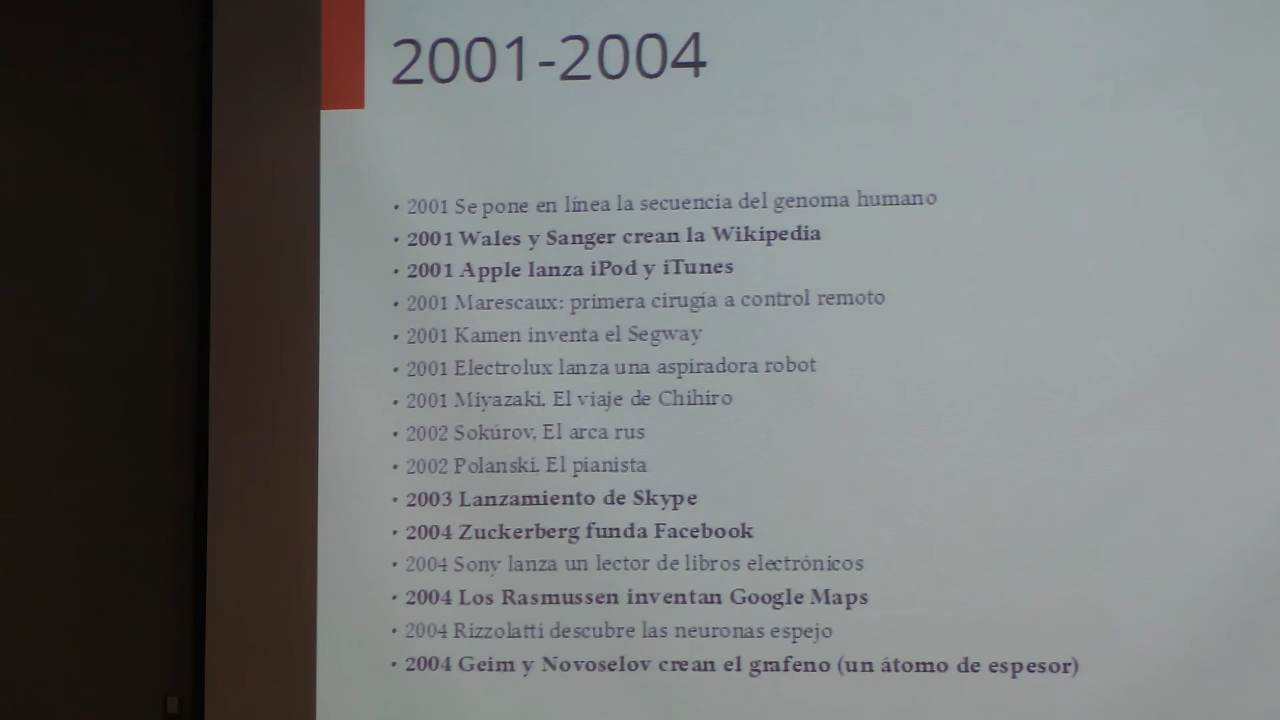 2001-2004
• 2001 Se pone en línea la secuencia del genoma humano
• 2001 Wales y Sanger crean la Wikipedia
• 2001 Apple lanza iPod y iTunes
• 2001 Marescaux: primera cirugía a control remoto
• 2001 Kamen inventa el Segway
• 2001 Electrolux lanza una aspiradora robot
• 2001 Miyazaki, El viaje de Chihiro
• 2002 Sokúrov, El arca rus
• 2002 Polanski, El pianista
• 2003 Lanzamiento de Skype
• 2004 Zuckerberg funda Facebook
• 2004 Sony lanza un lector de libros electrónicos
• 2004 Los Rasmussen inventan Google Maps
• 2004 Rizzolatti descubre las neuronas espejo
• 2004 Geim y Novoselov crean el grafeno (un átomo de espesor)